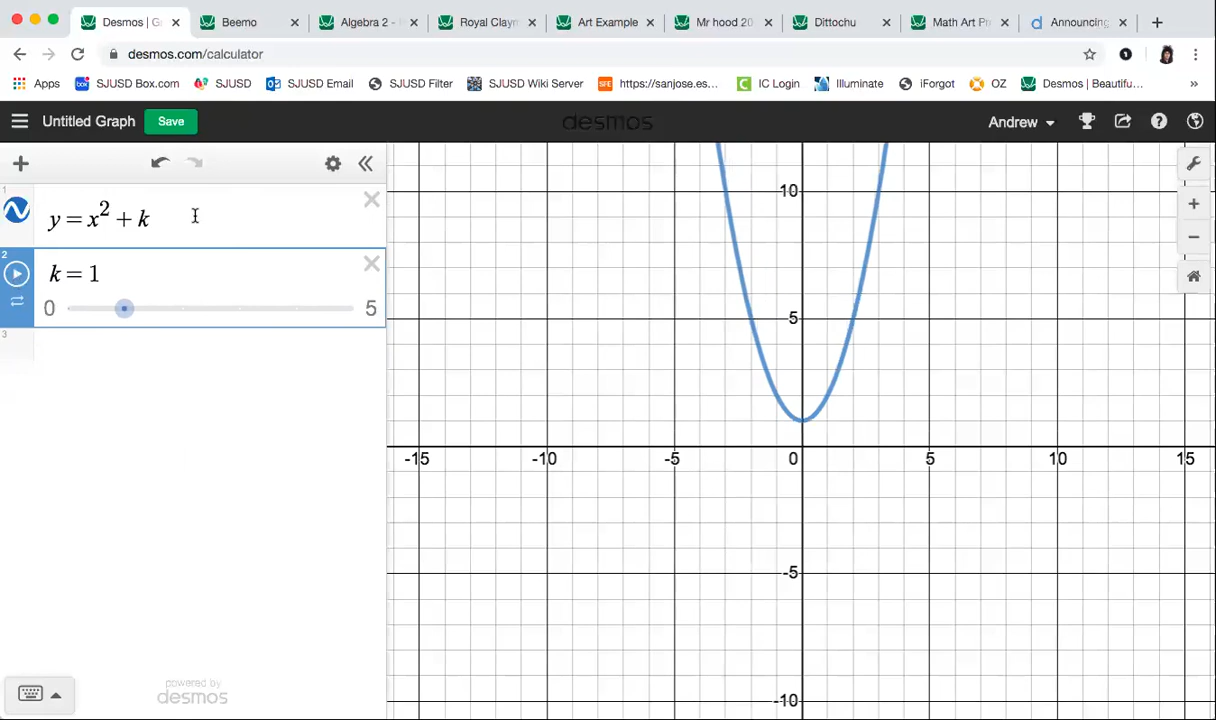 Desmos | G
Beemo
Algebra 2 -
Royal Claym
Art Example
Mr hood 20
Dittochu
Math Art Pr
Announcing
desmos.com/calculator
Apps
SJUSD Box.com
SJUSD
SJUSD Email
SJUSD Filter
SJUSD Wiki Server
SFE
https://sanjose.es...
IC Login
Illuminate
iForgot
OZ
Desmos | Beautifu...
Untitled Graph
Save
desmos
Andrew
1
y = x² + k
2
k = 1
0
5
3
10
5
-15
-10
-5
0
5
10
15
-5
-10
powered by
desmos